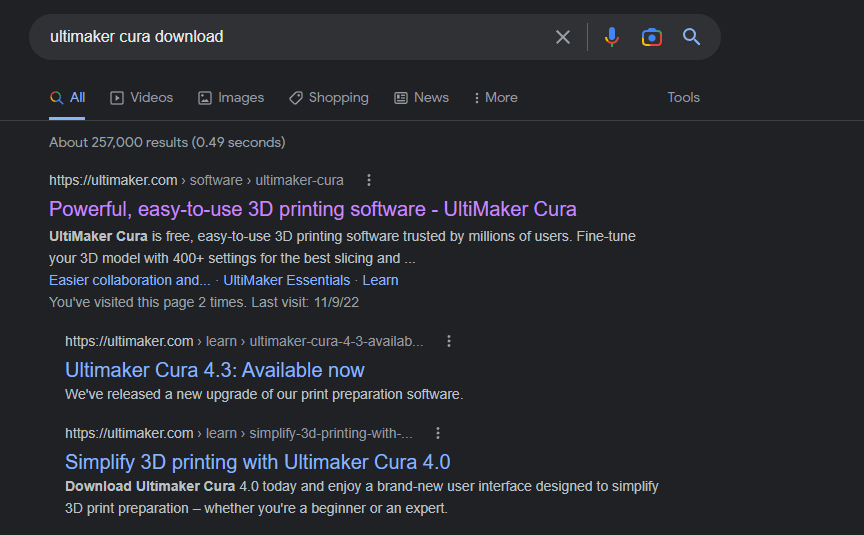 ultimaker cura download
All Videos Images Shopping News More Tools
About 257,000 results (0.49 seconds)
https://ultimaker.com › software › ultimaker-cura
Powerful, easy-to-use 3D printing software - UltiMaker Cura
UltiMaker Cura is free, easy-to-use 3D printing software trusted by millions of users. Fine-tune
your 3D model with 400+ settings for the best slicing and ...
Easier collaboration and... · UltiMaker Essentials · Learn
You've visited this page 2 times. Last visit: 11/9/22
https://ultimaker.com › learn › ultimaker-cura-4-3-availab...
Ultimaker Cura 4.3: Available now
We've released a new upgrade of our print preparation software.
https://ultimaker.com › learn › simplify-3d-printing-with-...
Simplify 3D printing with Ultimaker Cura 4.0
Download Ultimaker Cura 4.0 today and enjoy a brand-new user interface designed to simplify
3D print preparation – whether you're a beginner or an expert.